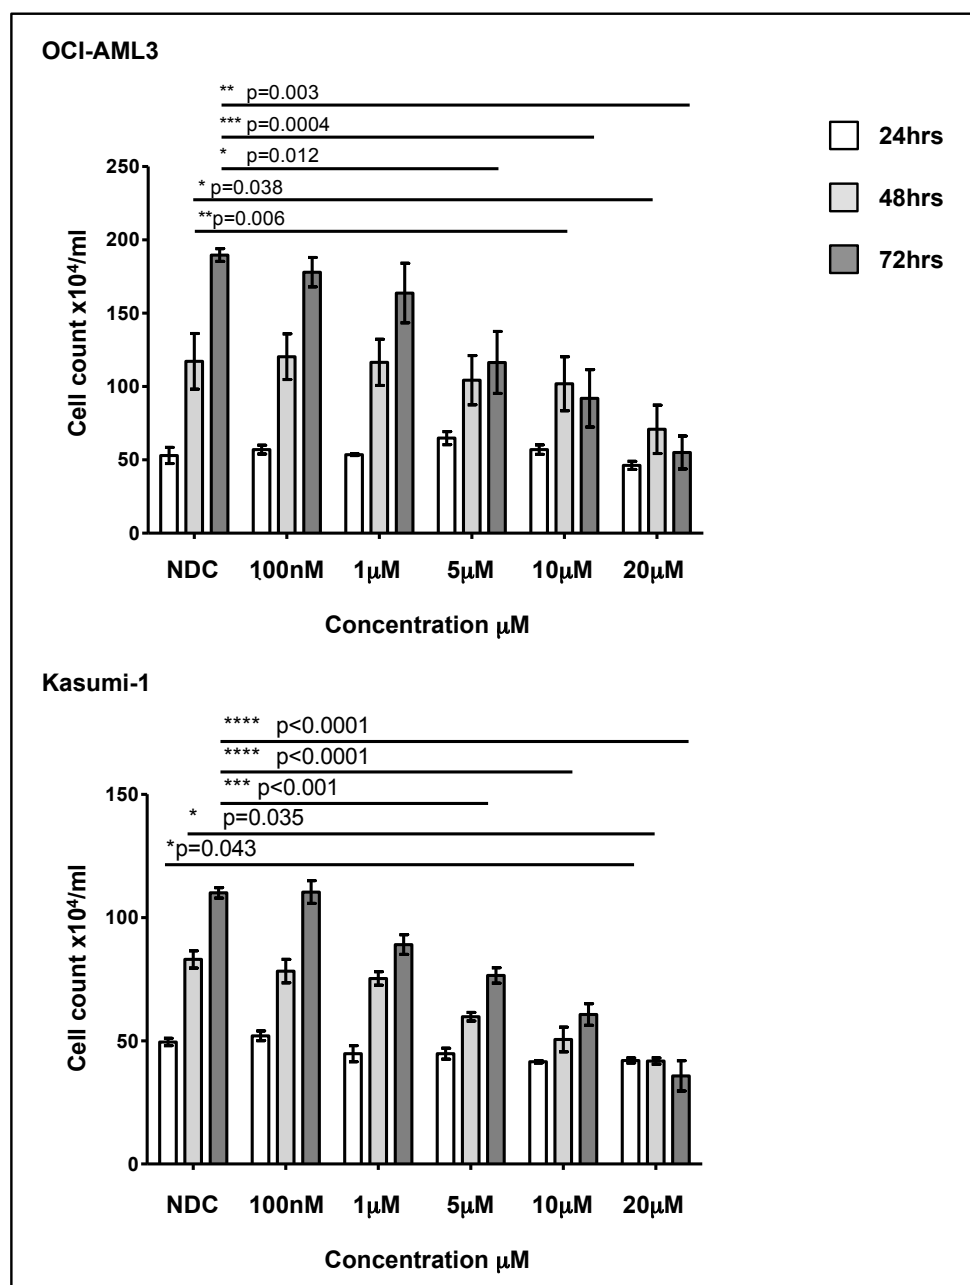 OCI-AML3
** p=0.003
*** p=0.0004
* p=0.012
* p=0.038
**p=0.006
24hrs
48hrs
72hrs
Cell count x10⁴/ml
250
200
150
100
50
0
NDC 100nM 1μM 5μM 10μM 20μM
Concentration μM
Kasumi-1
**** p<0.0001
**** p<0.0001
*** p<0.001
* p=0.035
*p=0.043
Cell count x10⁴/ml
150
100
50
0
NDC 100nM 1μM 5μM 10μM 20μM
Concentration μM